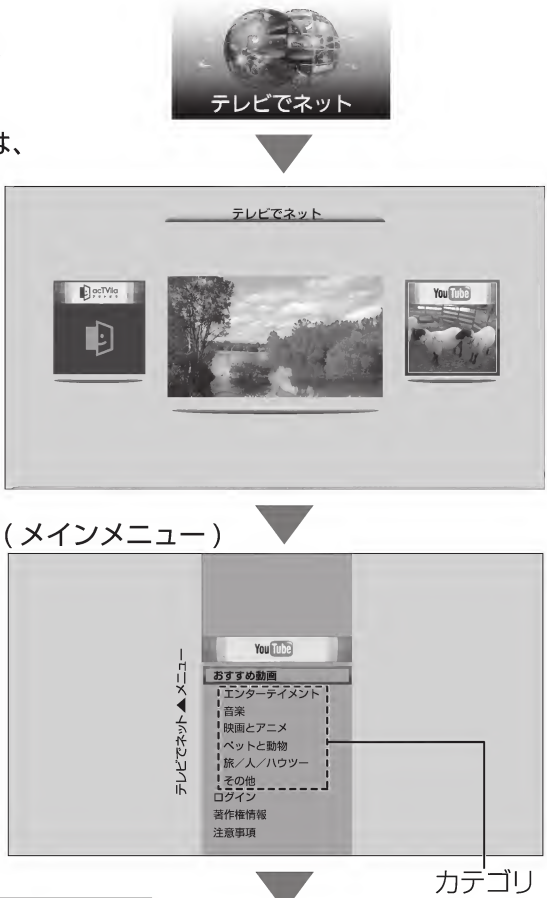 テレビでネット
は、
テレビでネット
acTVila
YouTube
(メインメニュー)
テレビでネット▲メニュー
YouTube
おすすめ動画
エンターテイメント
音楽
映画とアニメ
ペットと動物
旅／人／ハウツー
その他
ログイン
著作権情報
注意事項
カテゴリ